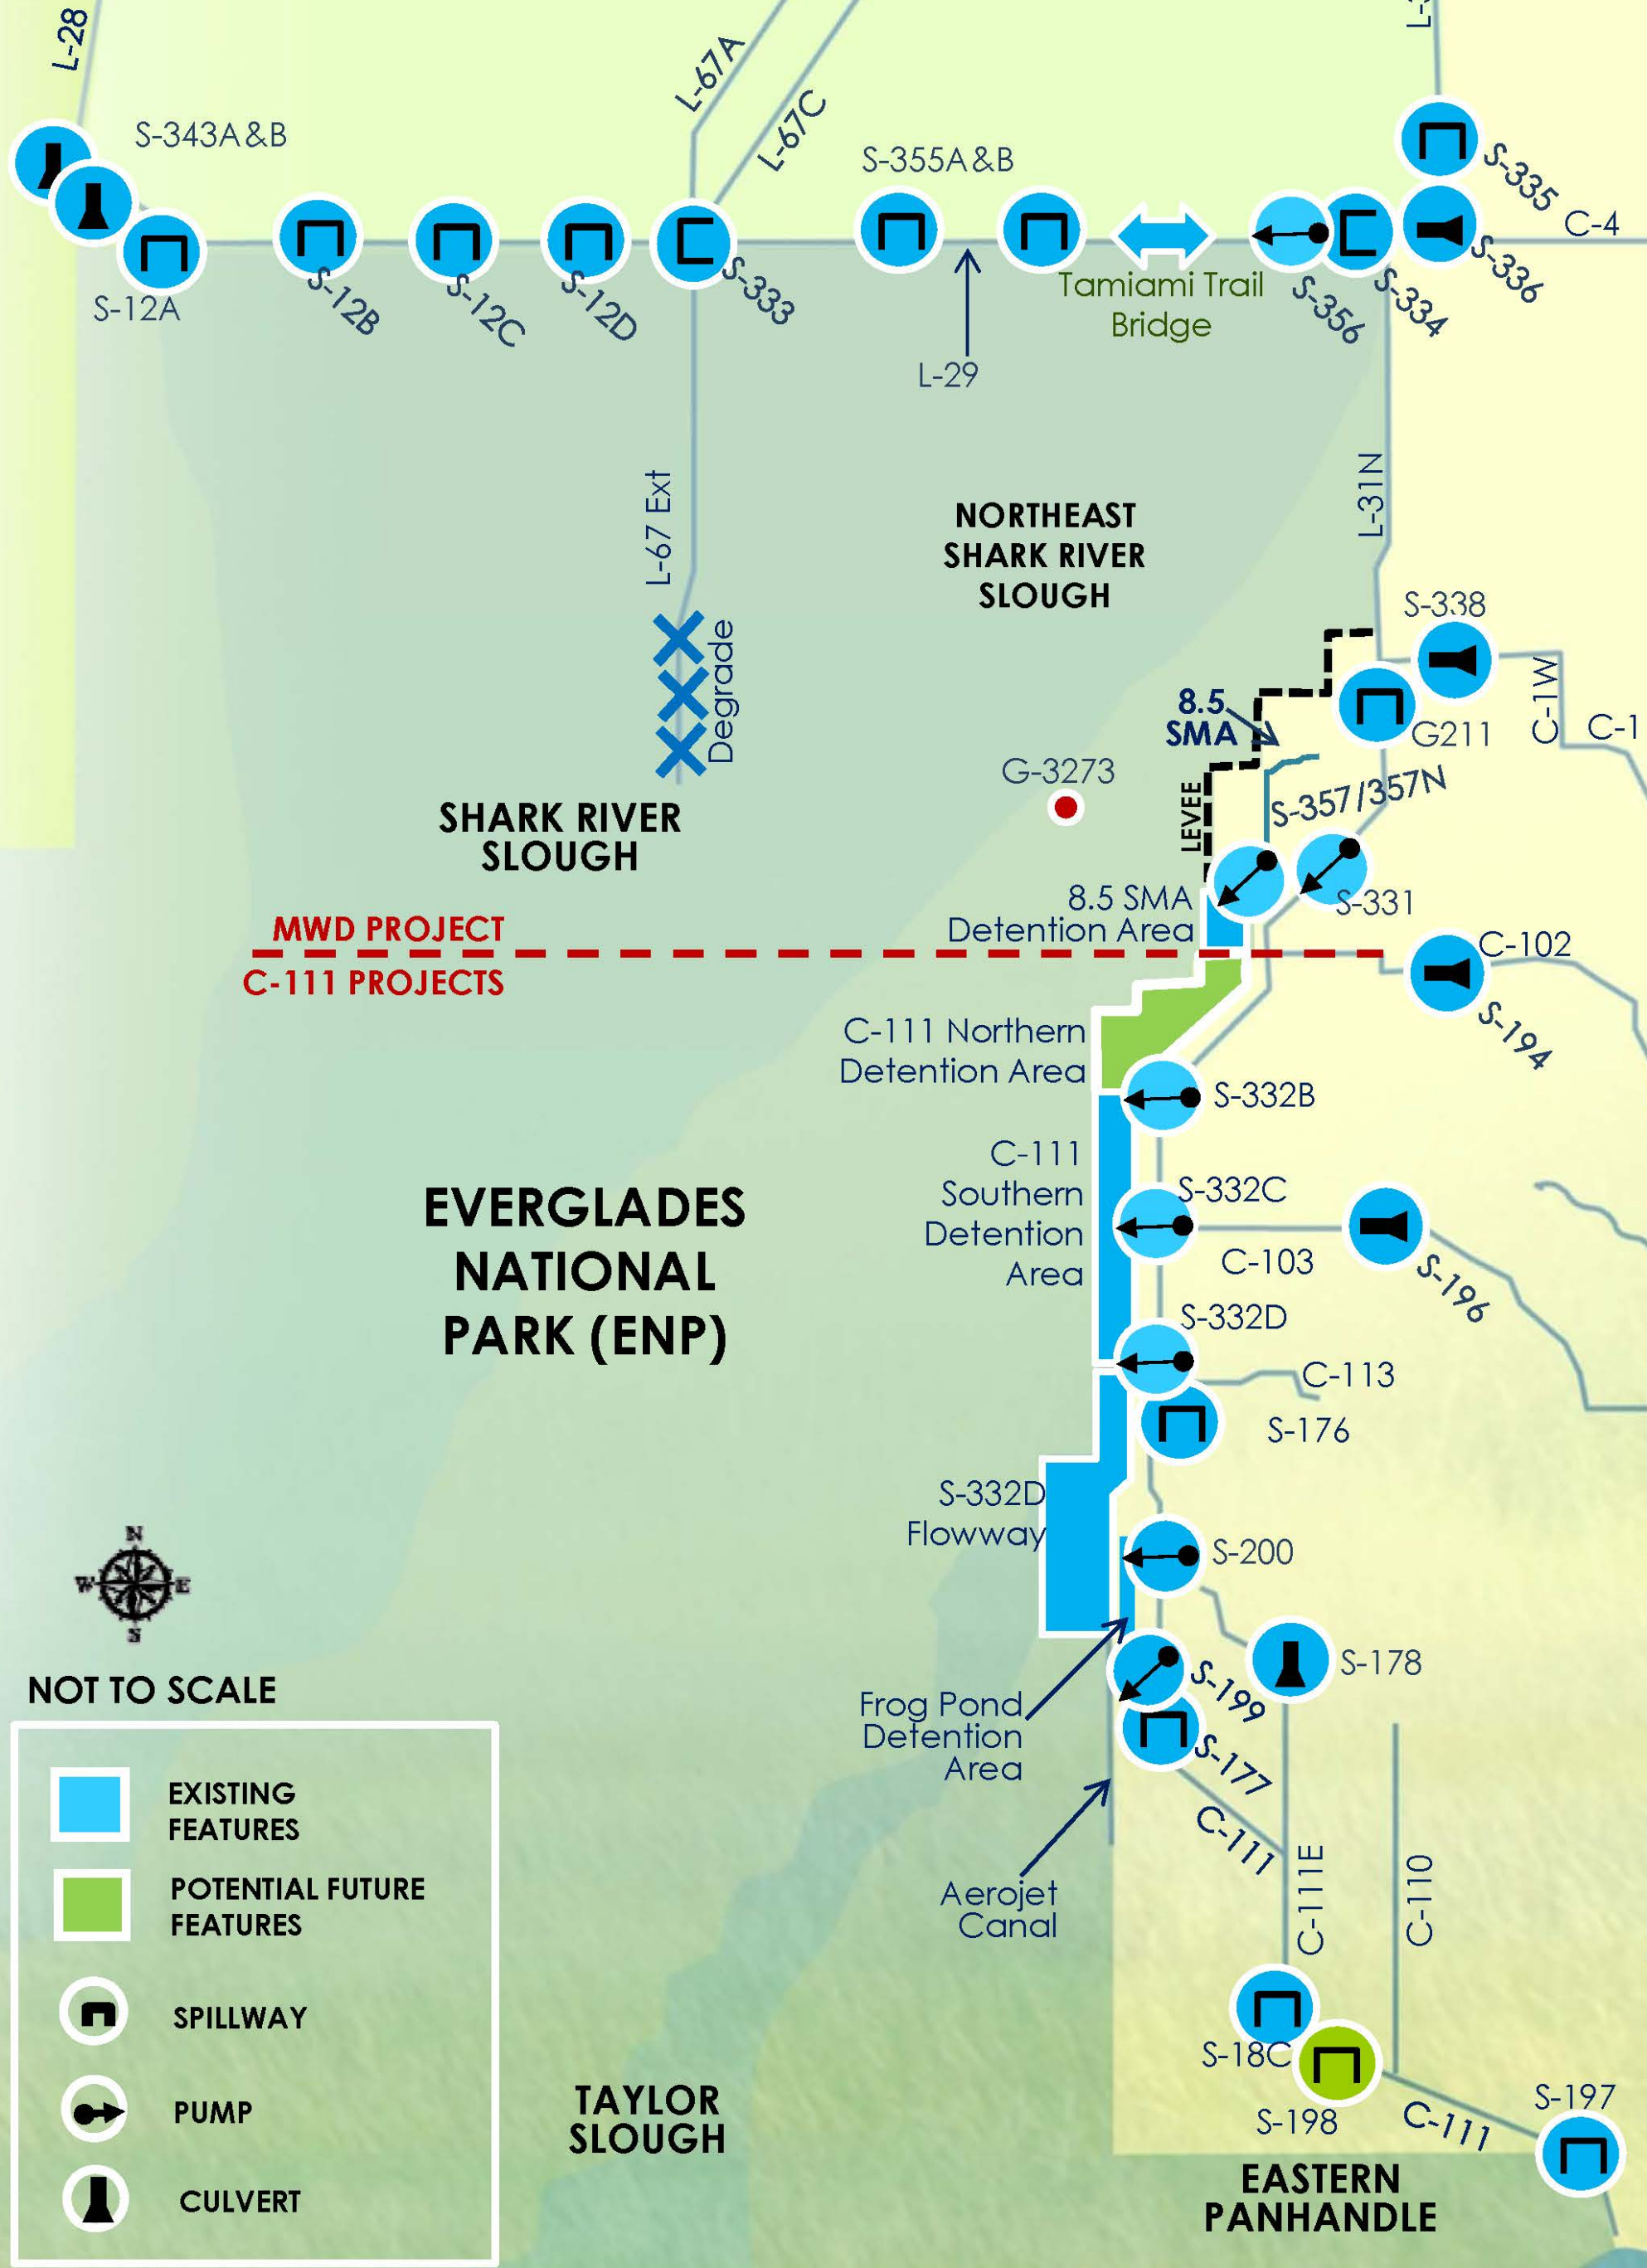 L-28
L-67A
L-67C
S-343A&B
S-355A&B
S-335
C-4
S-336
S-12A
S-12B
S-12C
S-12D
S-333
Tamiami Trail
Bridge
S-356
S-334
L-29
L-67 Ext
L-31N
NORTHEAST
SHARK RIVER
SLOUGH
S-338
Degrade
8.5
SMA
G211
C-1W
C-1
G-3273
S-357/357N
LEVEE
SHARK RIVER
SLOUGH
8.5 SMA
Detention Area
S-331
MWD PROJECT
C-111 PROJECTS
C-102
S-194
C-111 Northern
Detention Area
S-332B
C-111
Southern
Detention
Area
S-332C
C-103
S-196
EVERGLADES
NATIONAL
PARK (ENP)
S-332D
C-113
S-176
S-332D
Flowway
S-200
N
W
E
S
S-178
S-199
S-177
NOT TO SCALE
Frog Pond
Detention
Area
C-111
C-111E
C-110
Aerojet
Canal
EXISTING
FEATURES
POTENTIAL FUTURE
FEATURES
SPILLWAY
PUMP
CULVERT
S-18C
S-198
C-111
S-197
TAYLOR
SLOUGH
EASTERN
PANHANDLE